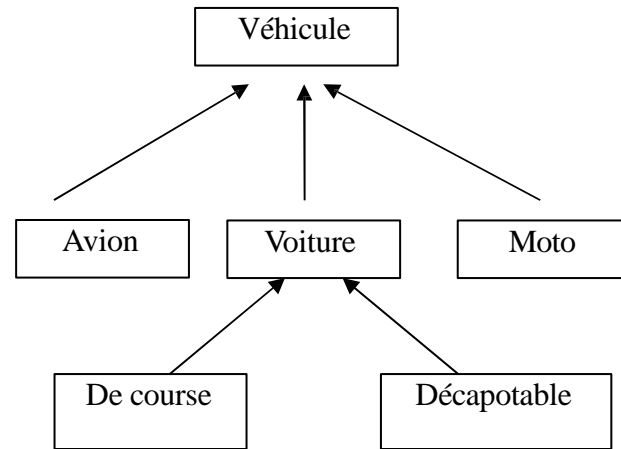 Véhicule
Avion
Voiture
Moto
De course
Décapotable